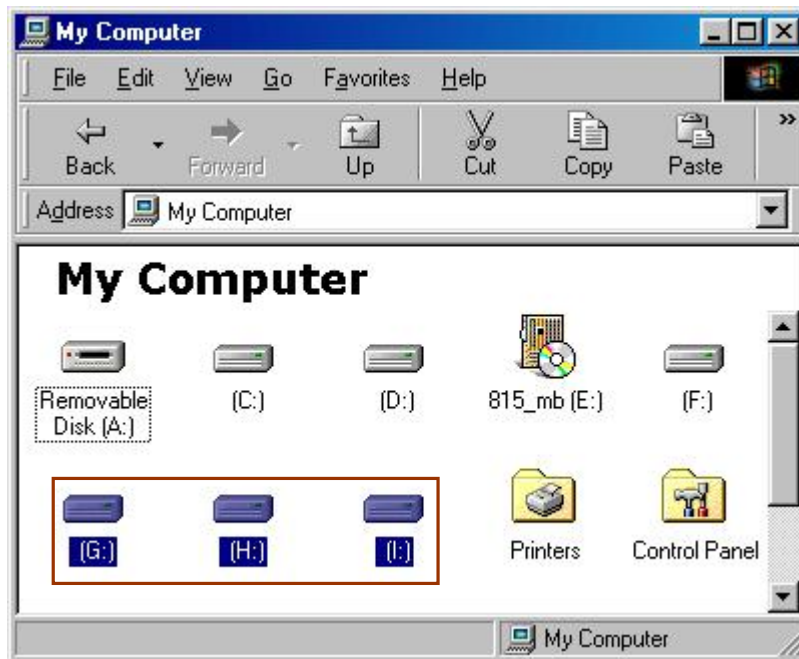 My Computer
File Edit View Go Favorites Help
Back Forward Up Cut Copy Paste »
Address My Computer
My Computer
Removable Disk (A:) (C:) (D:) 815_mb (E:) (F:)
(G:) (H:) (I:) Printers Control Panel
My Computer